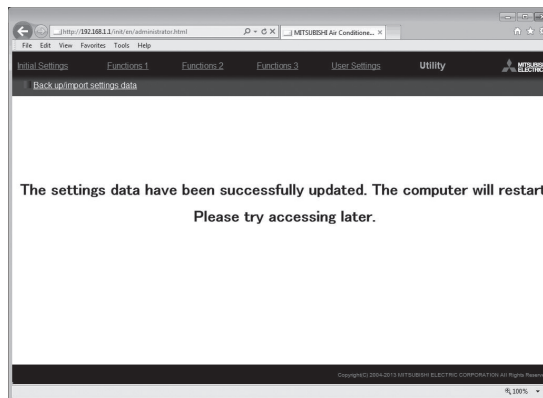 http://192.168.1.1/init/en/administrator.html
MITSUBISHI Air Conditione...
File Edit View Favorites Tools Help
Initial Settings Functions 1 Functions 2 Functions 3 User Settings Utility
Back up/import settings data
The settings data have been successfully updated. The computer will restart
Please try accessing later.
Copyright(C) 2004-2013 MITSUBISHI ELECTRIC CORPORATION All Rights
100%